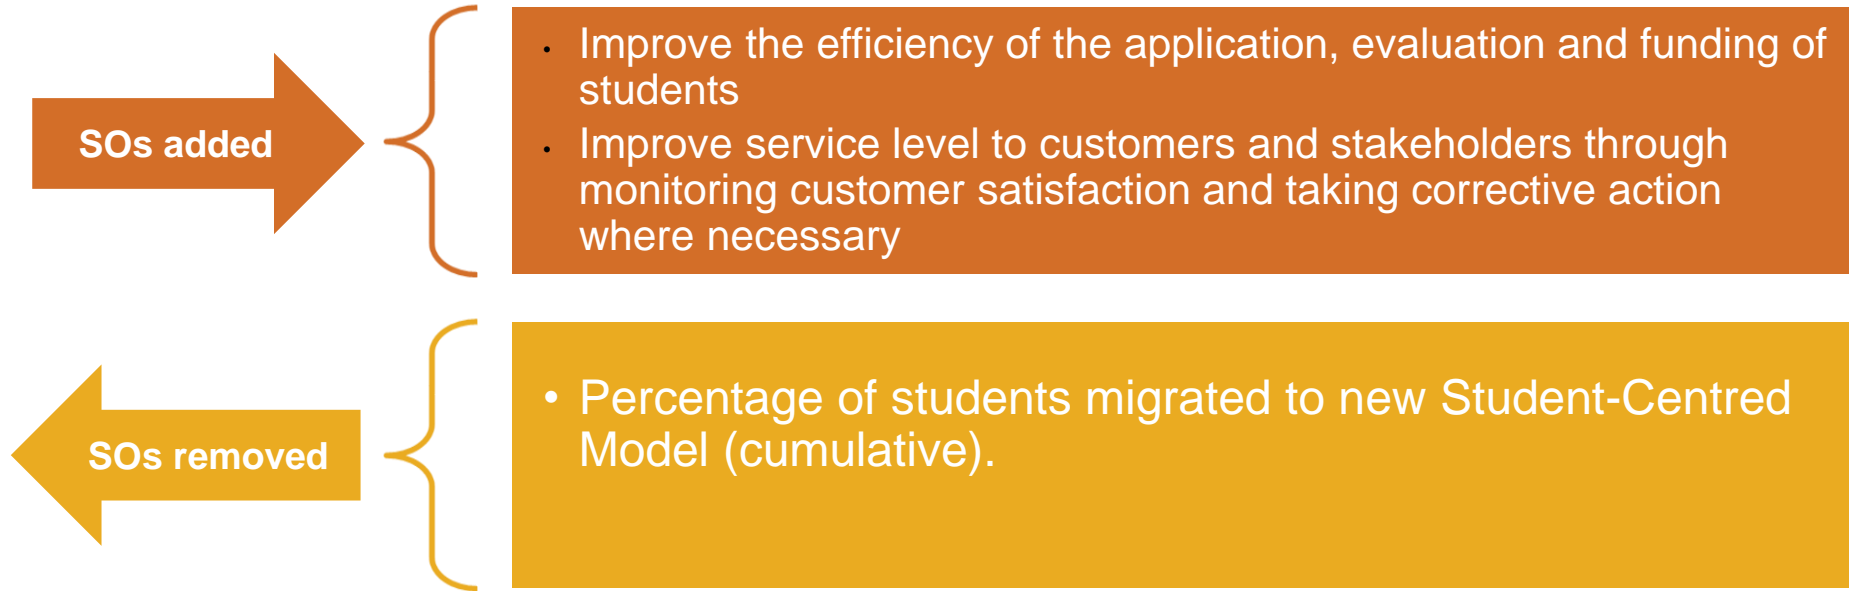 SOs added
• Improve the efficiency of the application, evaluation and funding of
students
• Improve service level to customers and stakeholders through
monitoring customer satisfaction and taking corrective action
where necessary
SOs removed
• Percentage of students migrated to new Student-Centred
Model (cumulative).